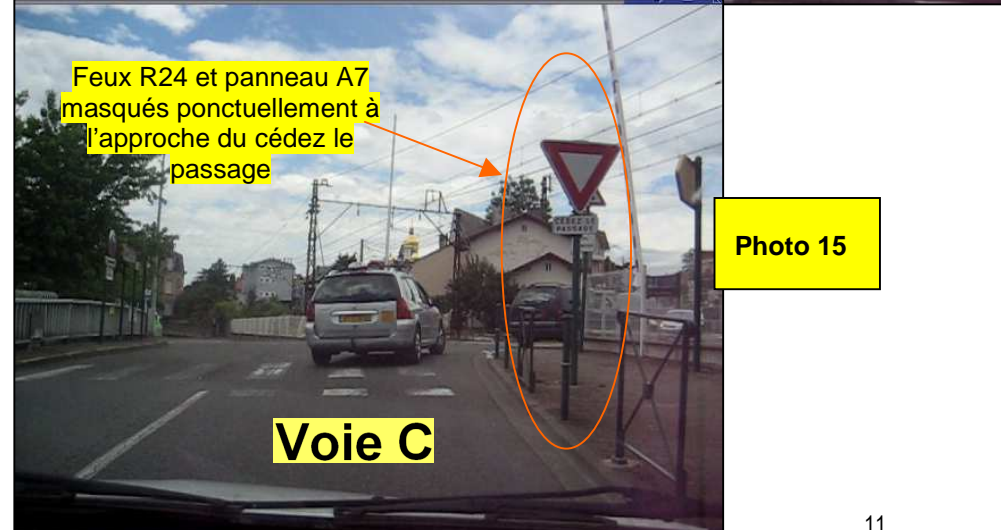 Feux R24 et panneau A7
masqués ponctuellement à
l’approche du cédez le
passage
CÉDEZ LE
PASSAGE
Photo 15
Voie C
11